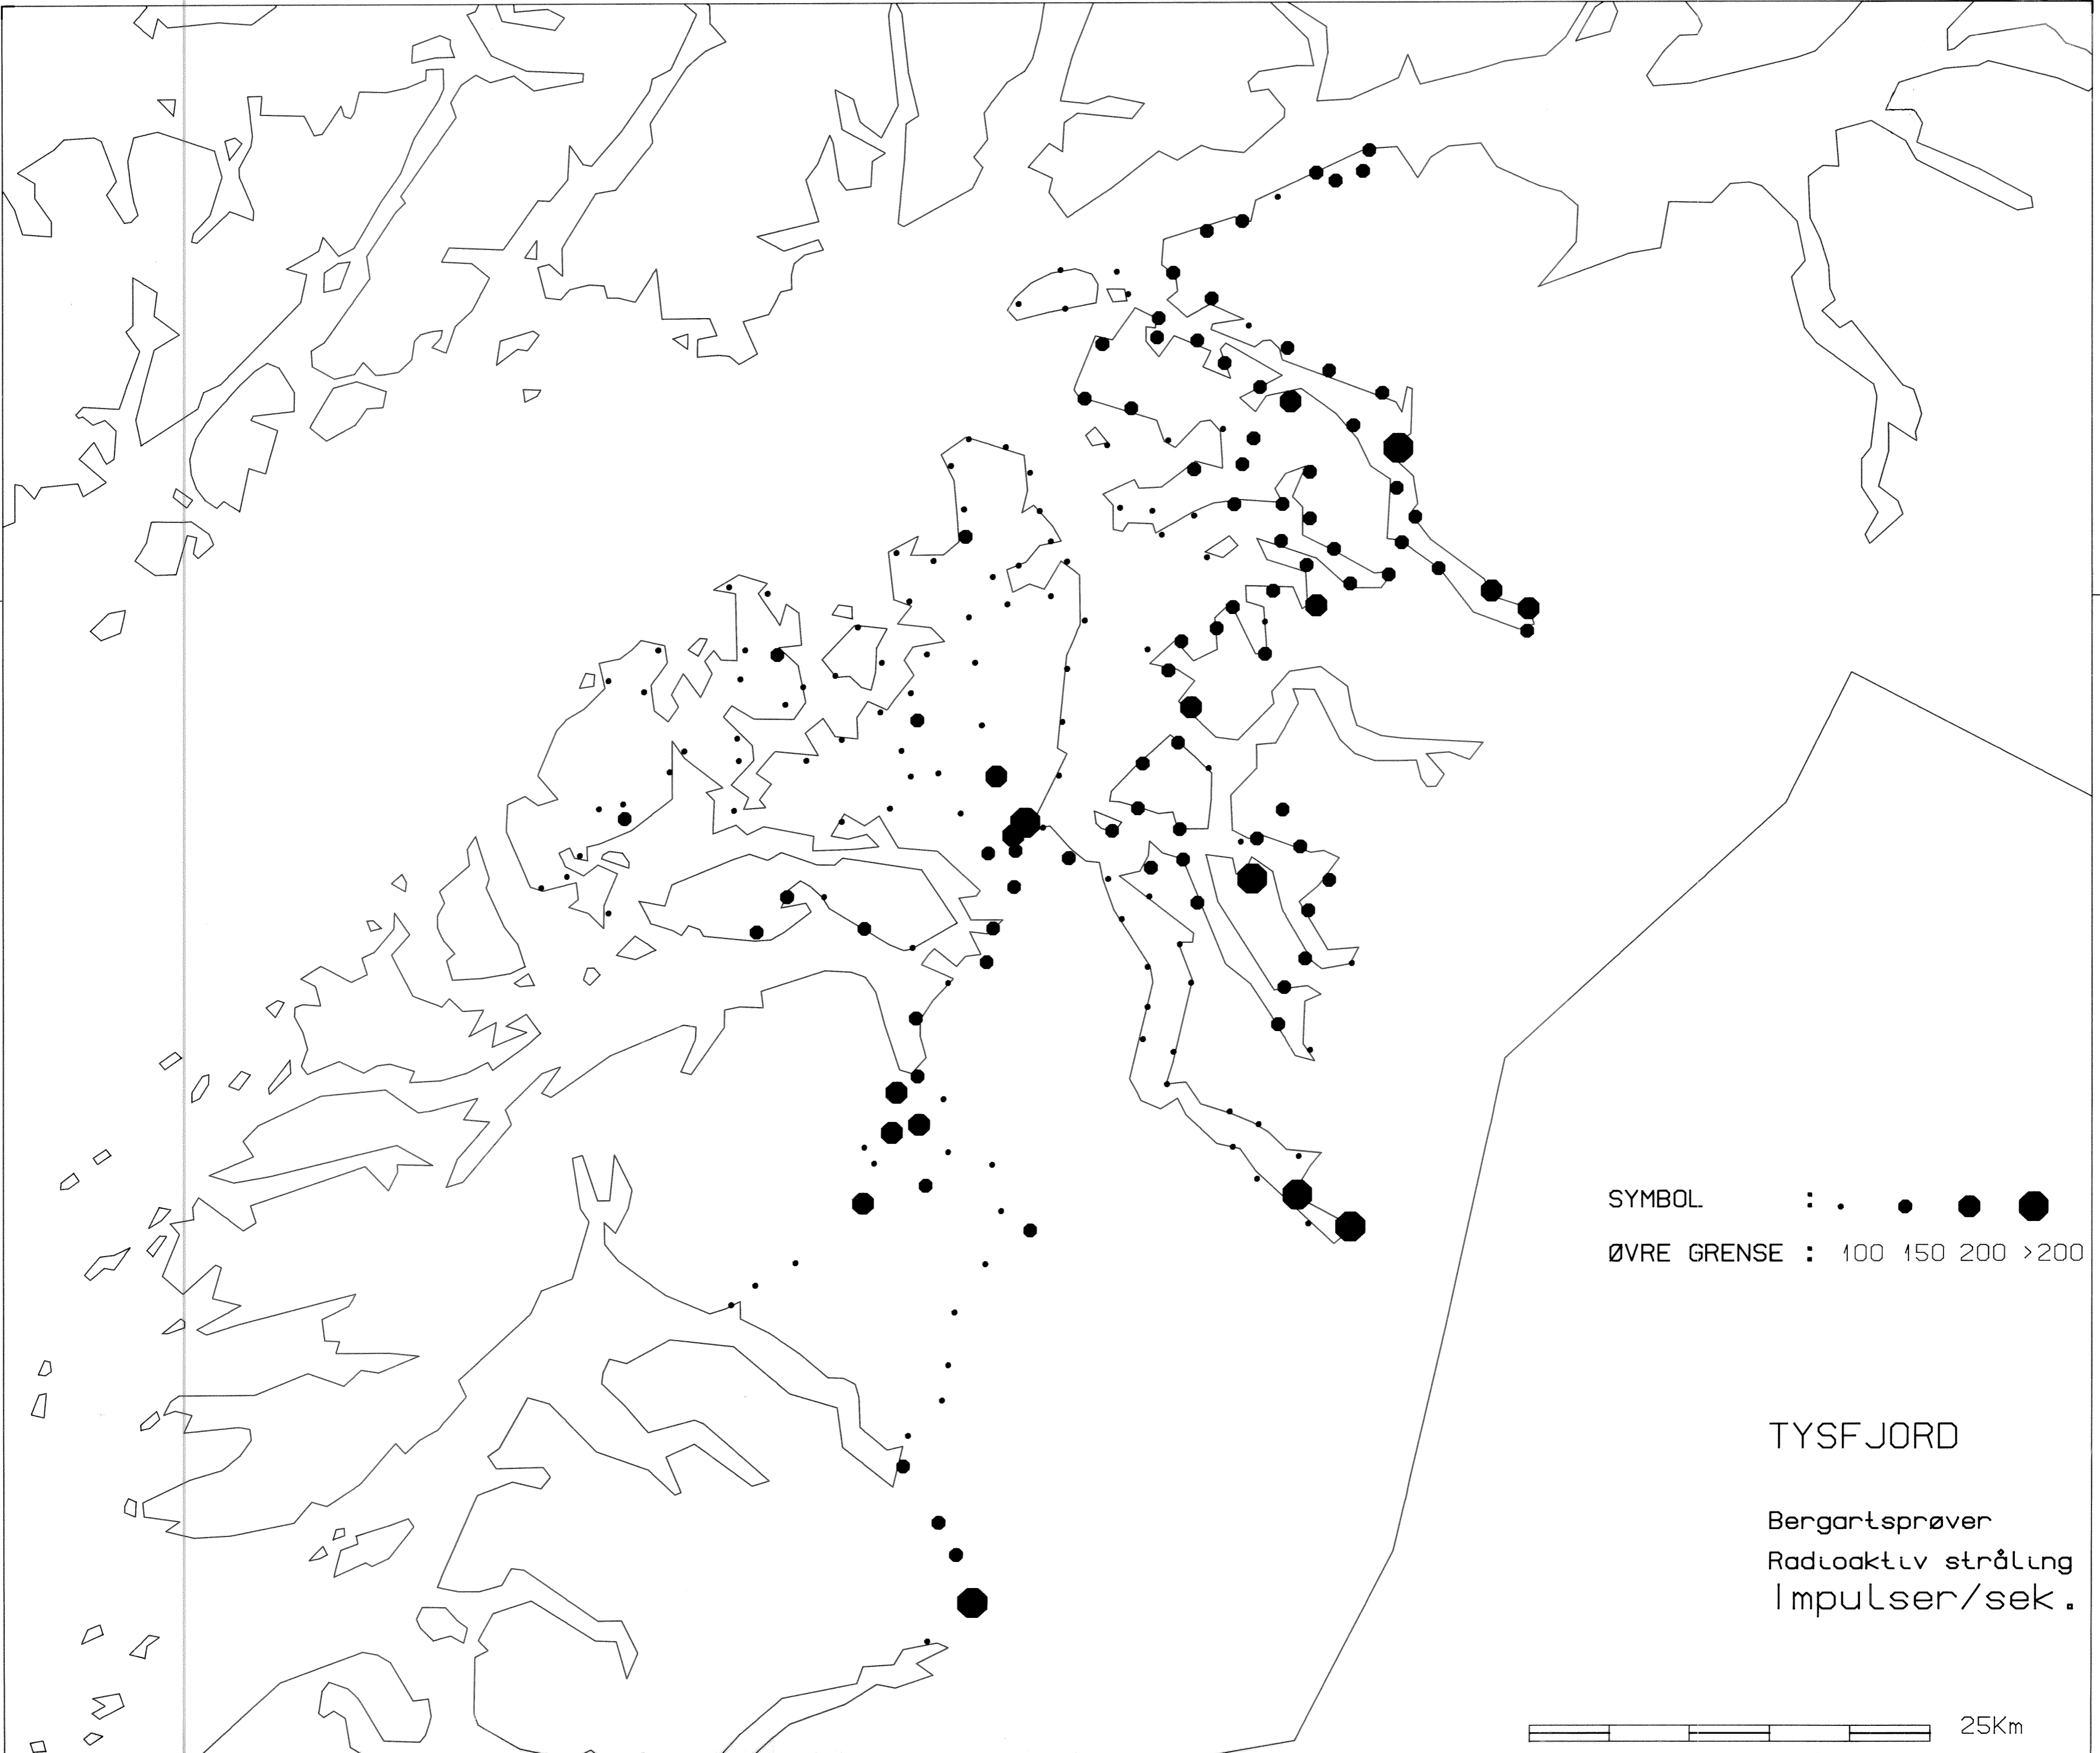 SYMBOL :
ØVRE GRENSE : 100 150 200 >200
TYSFJORD
Bergartsprøver
Radioaktiv stråling
Impulser/sek.
25Km